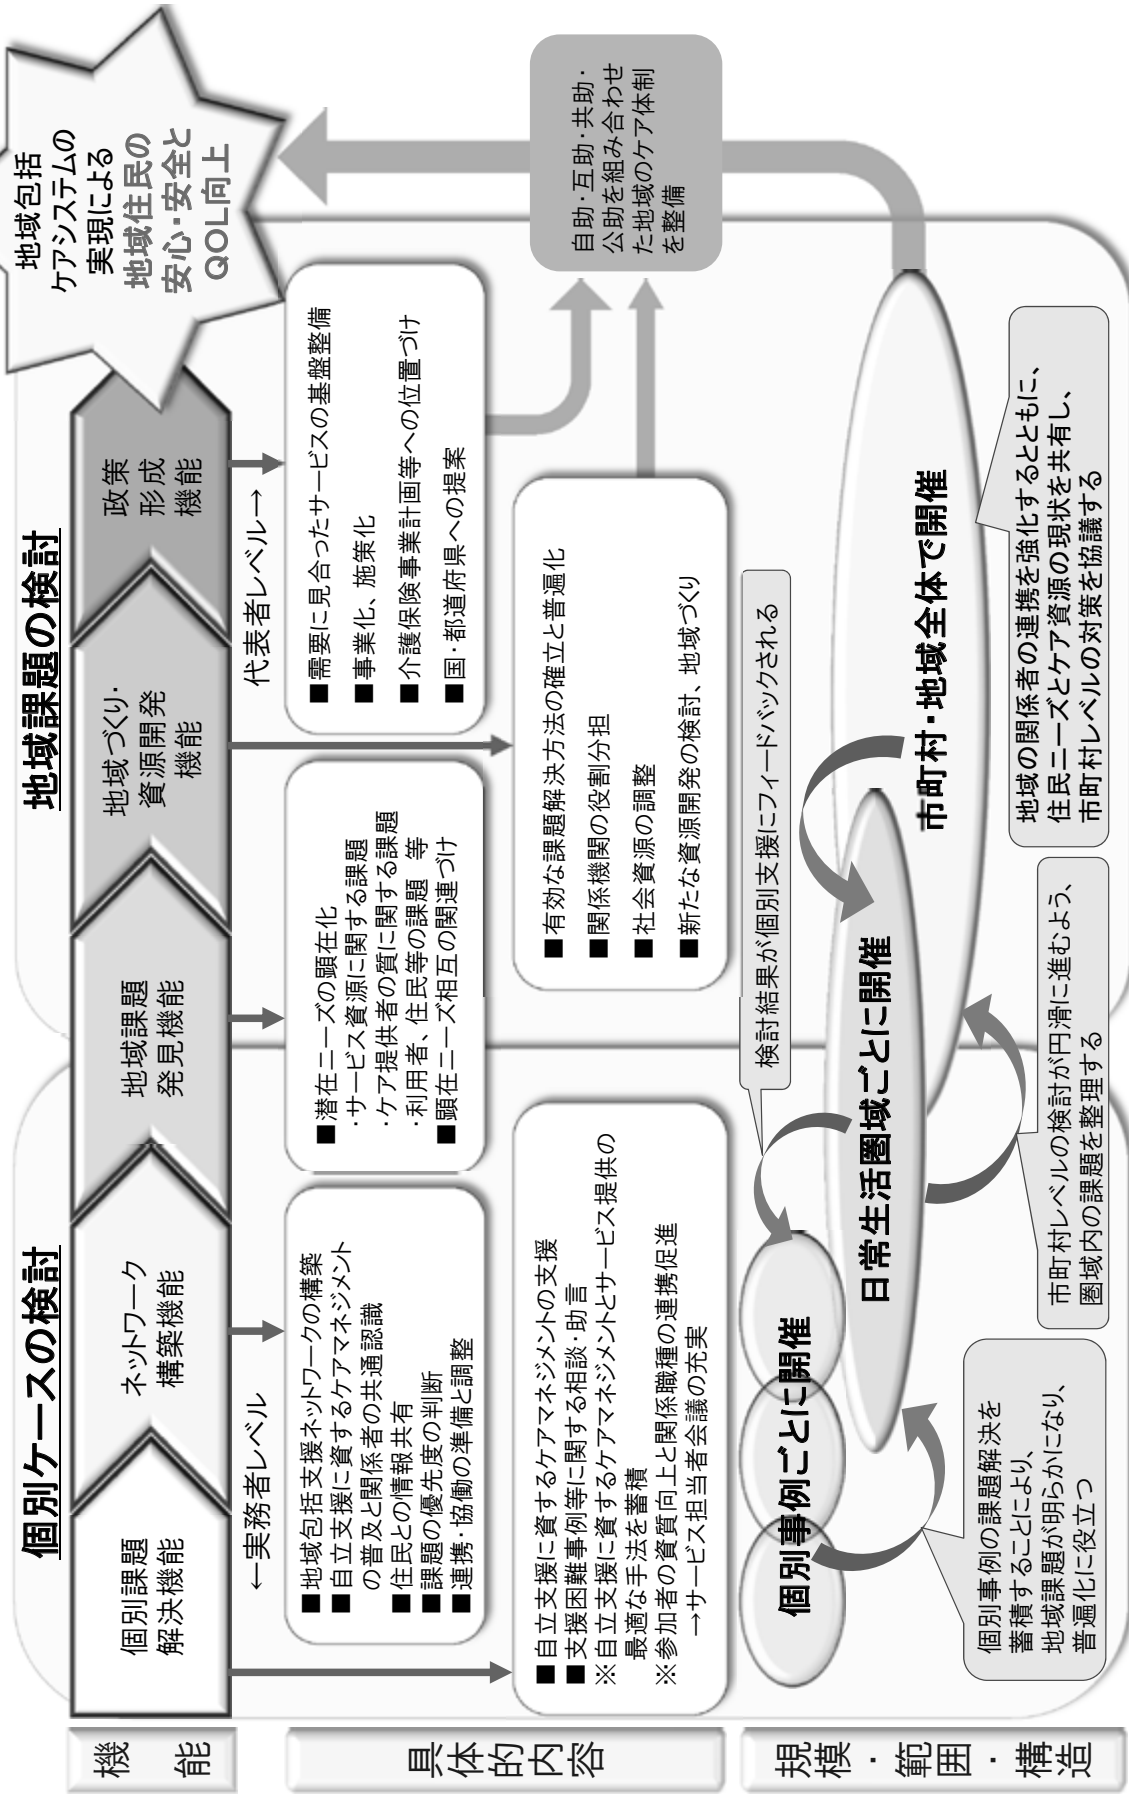 個別ケースの検討
地域課題の検討
機能
個別課題
解決機能
ネットワーク
構築機能
地域課題
発見機能
地域づくり・
資源開発
機能
政策
形成
機能
地域包括
ケアシステムの
実現による
地域住民の
安心・安全と
QOL向上
←実務者レベル
代表者レベル→
具体的内容
■地域包括支援ネットワークの構築
■自立支援に資するケアマネジメント
の普及と関係者の共通認識
■住民との情報共有
■課題の優先度の判断
■連携・協働の準備と調整
■潜在ニーズの顕在化
・サービス資源に関する課題
・ケア提供者の質に関する課題
・利用者、住民等の課題 等
■顕在ニーズ相互の関連づけ
■需要に見合ったサービスの基盤整備
■事業化、施策化
■介護保険事業計画等への位置づけ
■国・都道府県への提案
■自立支援に資するケアマネジメントの支援
■支援困難事例等に関する相談・助言
※自立支援に資するケアマネジメントとサービス提供の
最適な手法を蓄積
※参加者の資質向上と関係職種の連携促進
→サービス担当者会議の充実
■有効な課題解決方法の確立と普遍化
■関係機関の役割分担
■社会資源の調整
■新たな資源開発の検討、地域づくり
自助・互助・共助・
公助を組み合わせ
た地域のケア体制
を整備
規模・範囲・構造
検討結果が個別支援にフィードバックされる
個別事例ごとに開催
日常生活圏域ごとに開催
市町村・地域全体で開催
個別事例の課題解決を
蓄積することにより、
地域課題が明らかになり、
普遍化に役立つ
市町村レベルの検討が円滑に進むよう、
圏域内の課題を整理する
地域の関係者の連携を強化するとともに、
住民ニーズとケア資源の現状を共有し、
市町村レベルの対策を協議する